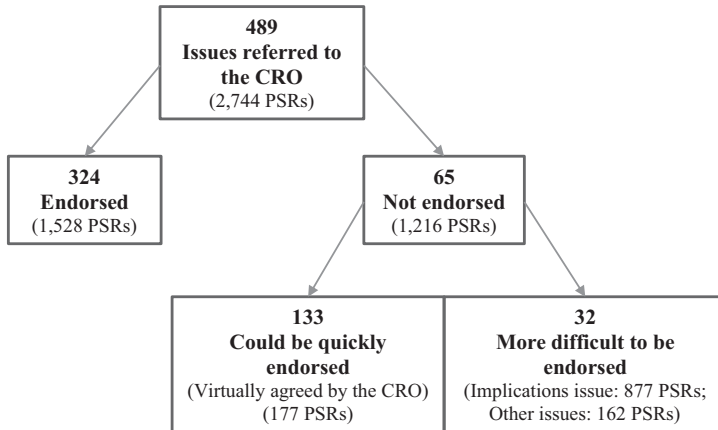 489
Issues referred to
the CRO
(2,744 PSRs)
324
Endorsed
(1,528 PSRs)
65
Not endorsed
(1,216 PSRs)
133
Could be quickly
endorsed
(Virtually agreed by the CRO)
(177 PSRs)
32
More difficult to be
endorsed
(Implications issue: 877 PSRs;
Other issues: 162 PSRs)